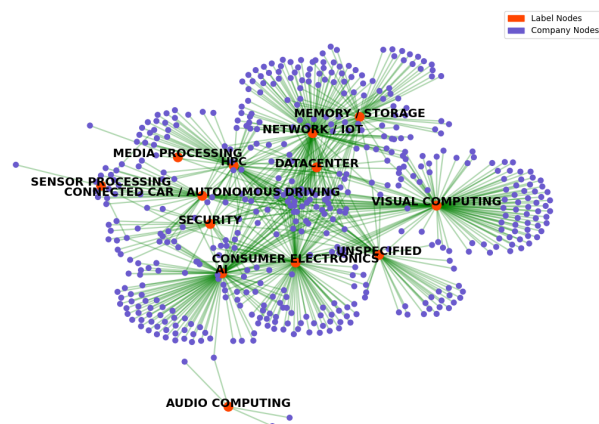 Label Nodes
Company Nodes
MEMORY / STORAGE
NETWORK / IOT
MEDIA PROCESSING
HPC
DATACENTER
SENSOR PROCESSING
CONNECTED CAR / AUTONOMOUS DRIVING
VISUAL COMPUTING
SECURITY
UNSPECIFIED
CONSUMER ELECTRONICS
AI
AUDIO COMPUTING